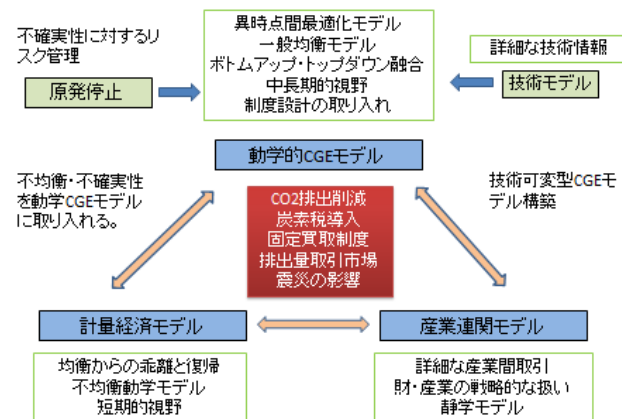 不確実性に対するリ
スク管理
原発停止
異時点間最適化モデル
一般均衡モデル
ボトムアップ・トップダウン融合
中長期的視野
制度設計の取り入れ
詳細な技術情報
技術モデル
動学的CGEモデル
不均衡・不確実性
を動学CGEモデル
に取り入れる。
CO2排出削減
炭素税導入
固定買取制度
排出量取引市場
震災の影響
技術可変型CGEモ
デル構築
計量経済モデル
産業連関モデル
均衡からの乖離と復帰
不均衡動学モデル
短期的視野
詳細な産業間取引
財・産業の戦略的な扱い
静学モデル